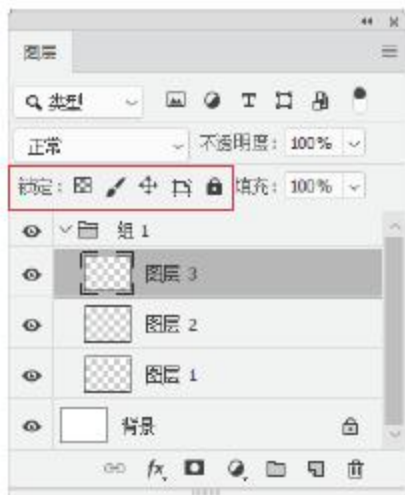 图层
类型
正常 不透明度: 100%
锁定: 填充: 100%
组 1
图层 3
图层 2
图层 1
背景
fx